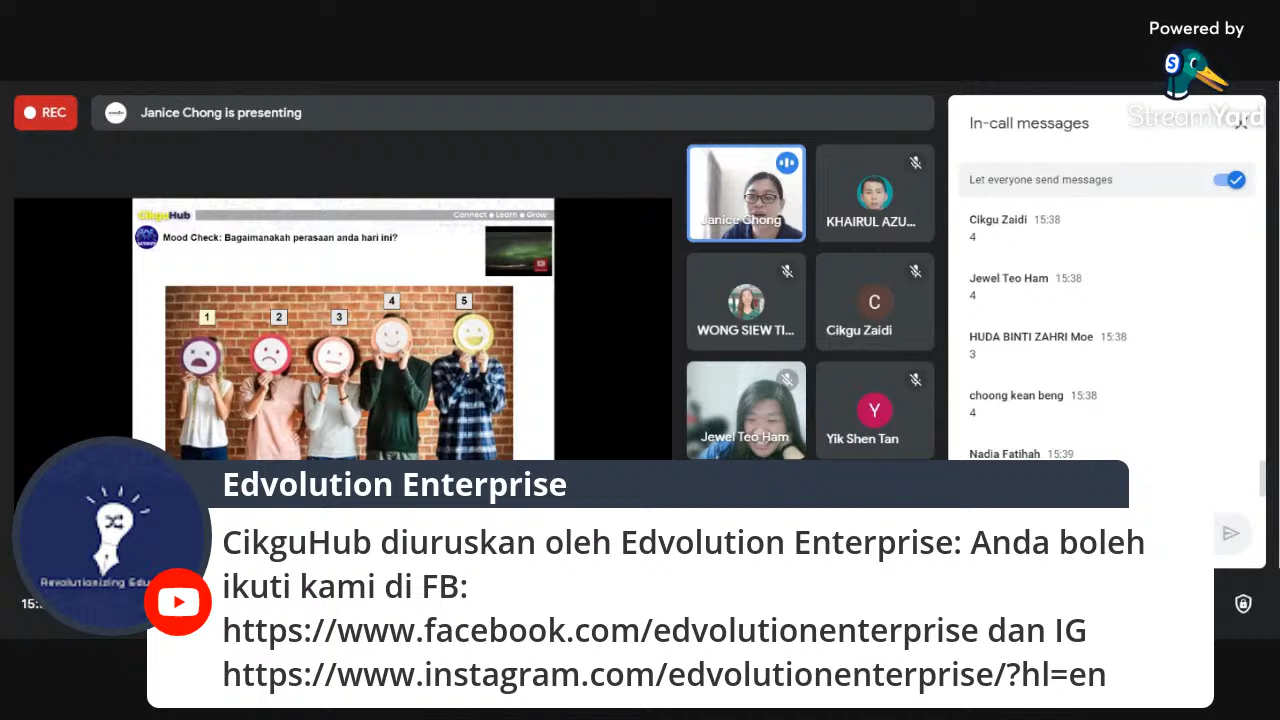 Powered by
S
StreamYard
REC
Janice Chong is presenting
In-call messages
Let everyone send messages
CikguHub
Connect ● Learn ● Grow
Mood Check: Bagaimanakah perasaan anda hari ini?
1
2
3
4
5
Janice Chong
KHAIRUL AZU...
WONG SIEW TI...
C
Cikgu Zaidi
Jewel Teo Ham
Y
Yik Shen Tan
Cikgu Zaidi 15:38
4
Jewel Teo Ham 15:38
4
HUDA BINTI ZAHRI Moe 15:38
3
choong kean beng 15:38
4
Nadia Fatihah 15:39
Revolutionizing Edu
Edvolution Enterprise
CikguHub diuruskan oleh Edvolution Enterprise: Anda boleh
ikuti kami di FB:
https://www.facebook.com/edvolutionenterprise dan IG
https://www.instagram.com/edvolutionenterprise/?hl=en